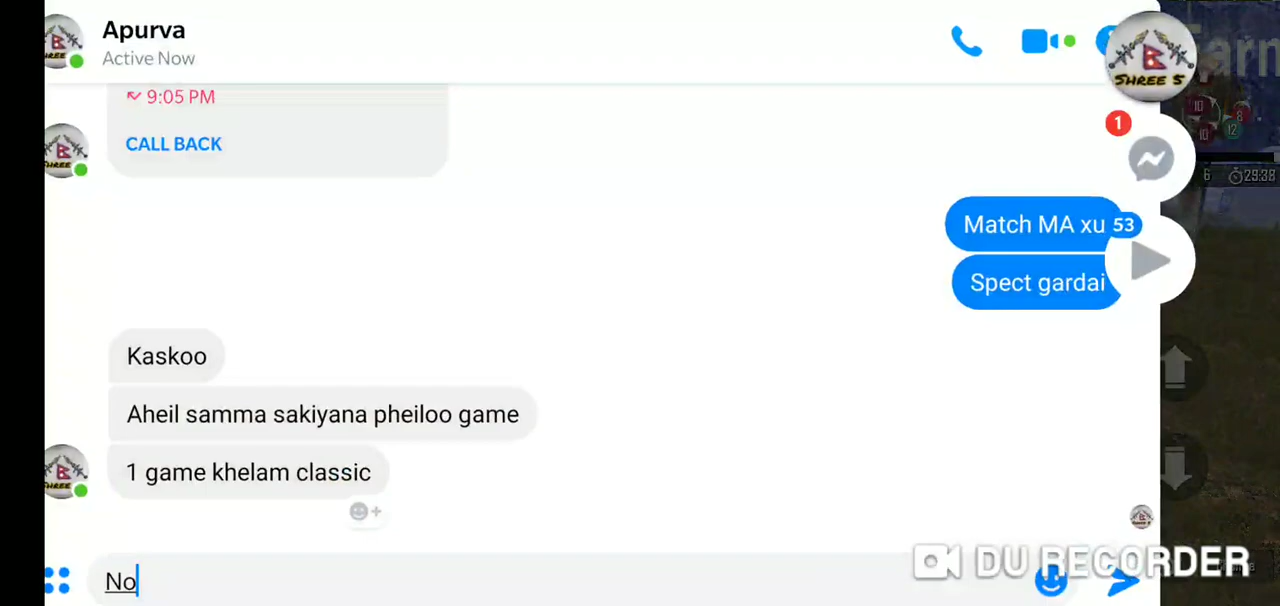 Apurva
Active Now
9:05 PM
CALL BACK
SHREE 5
1
29:38
Match MA xu
53
Spect gardai
Kaskoo
Aheil samma sakiyana pheiloo game
1 game khelam classic
No
DU RECORDER